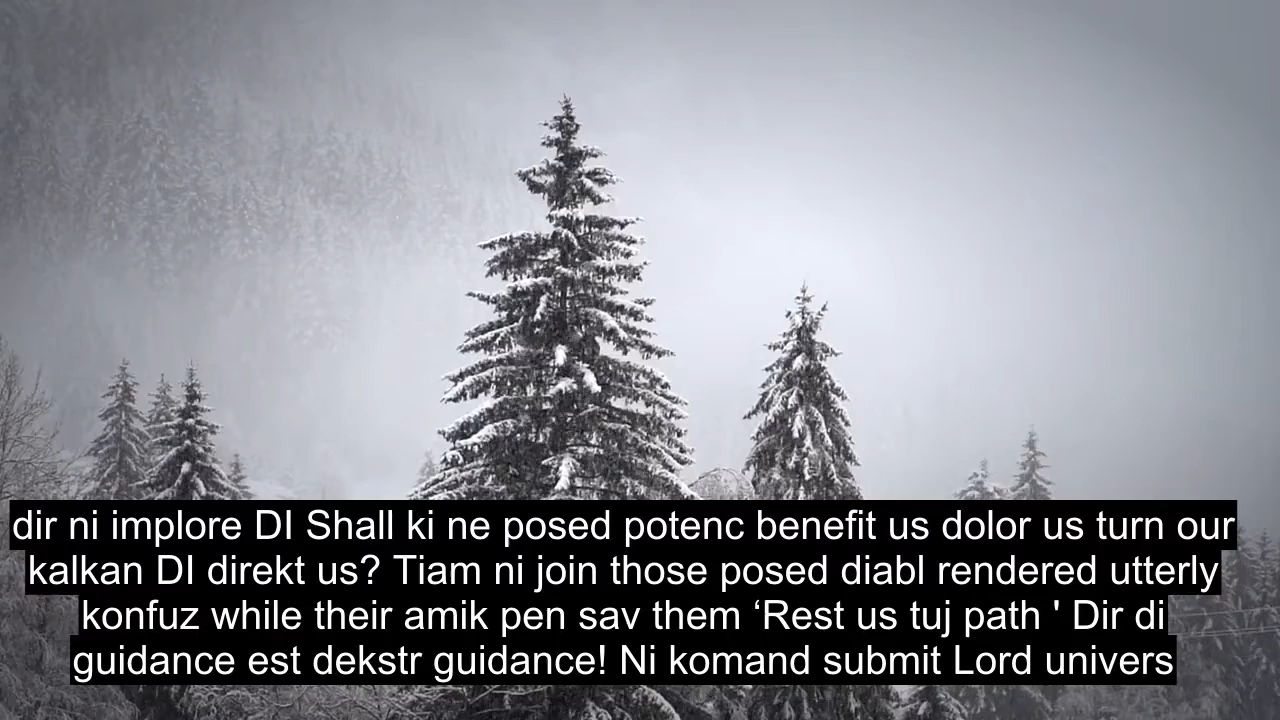 dir ni implore DI Shall ki ne posed potenc benefit us dolor us turn our
kalkan DI direkt us? Tiam ni join those posed diabl rendered utterly
konfuz while their amik pen sav them ‘Rest us tuj path ' Dir di
guidance est dekstr guidance! Ni komand submit Lord univers